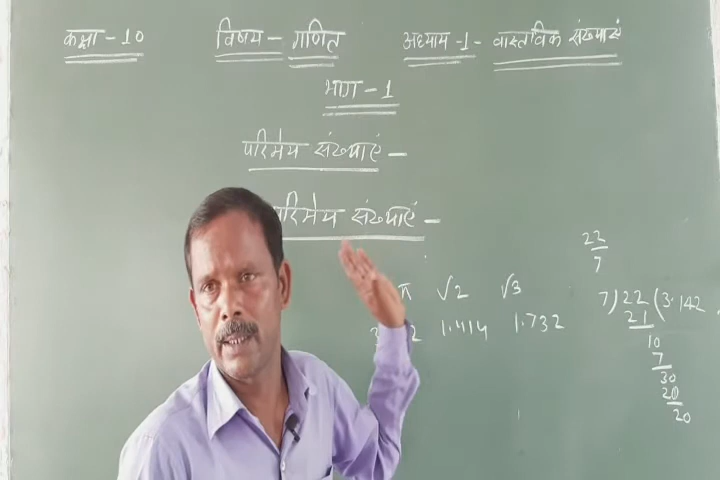 कक्षा - 10 विषय - गणित अध्याय - 1 - वास्तविक संख्याएं
भाग - 1
परिमेय संख्याएं -
परिमेय संख्याएं -
22
7
π √2 √3
1.414 1.732
7)22(3.142
21
10
7
30
20
20